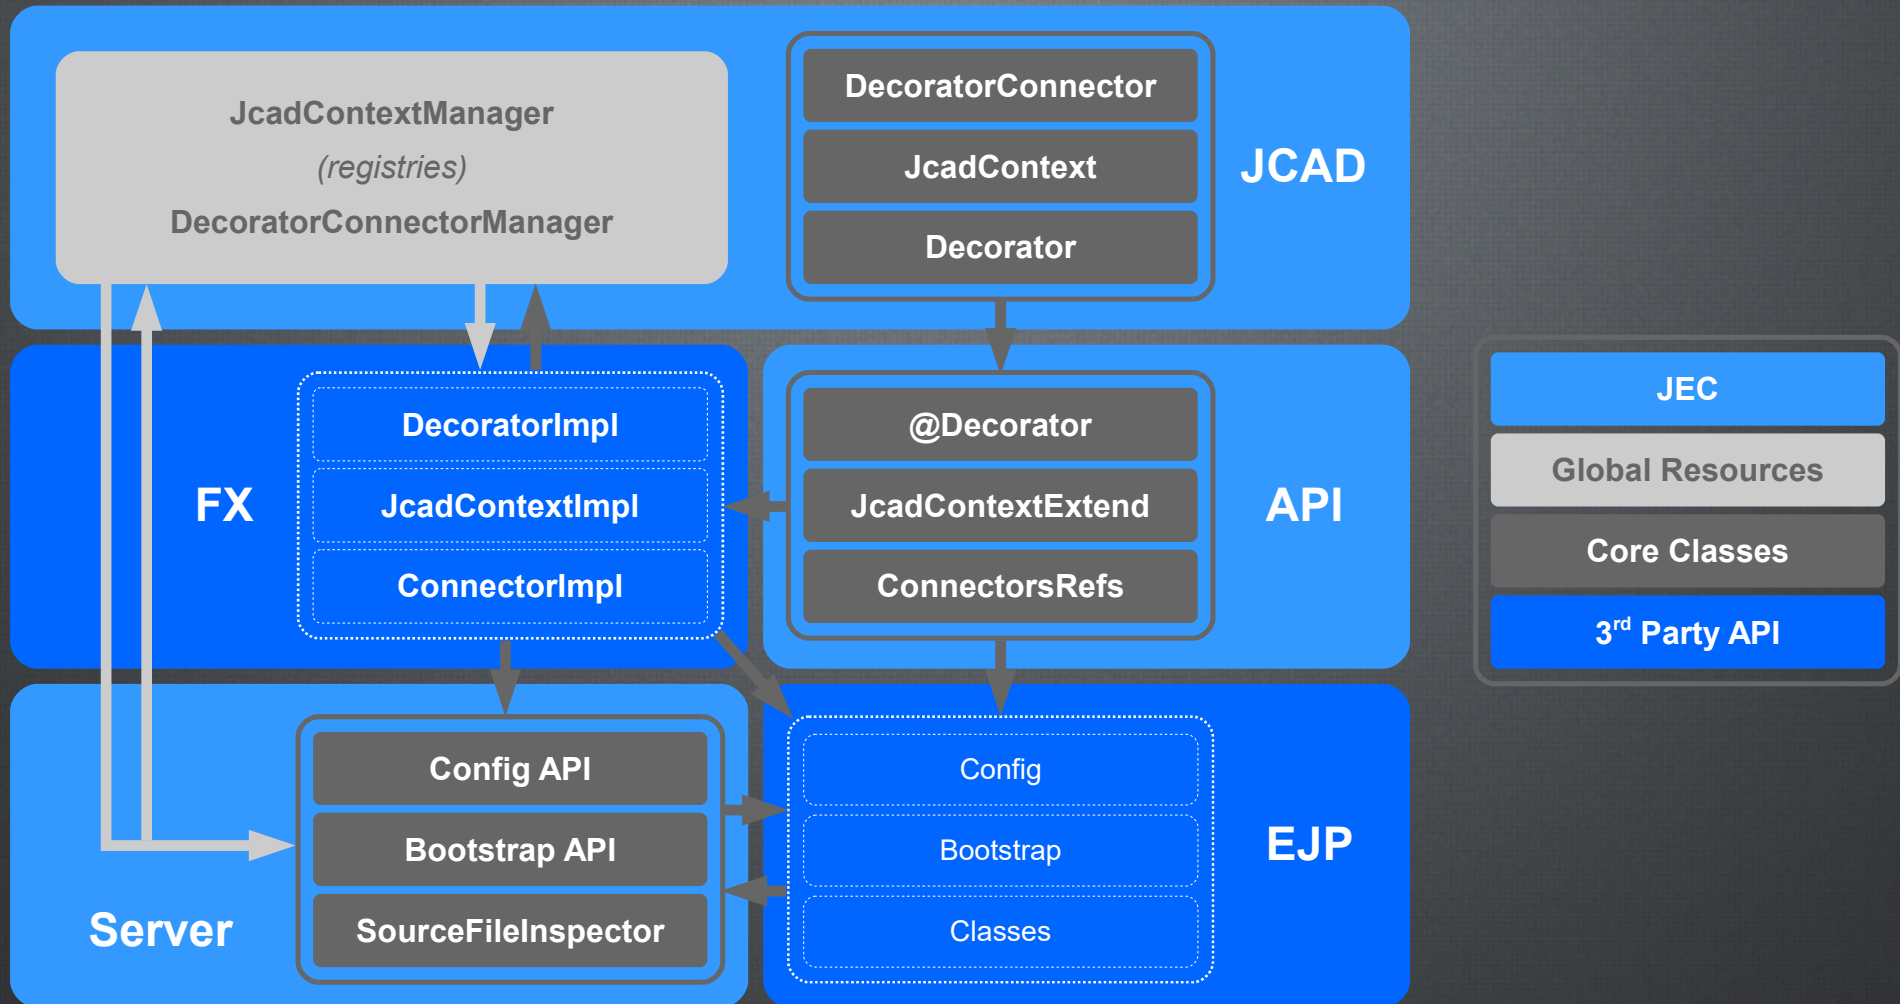 JcadContextManager
(registries)
DecoratorConnectorManager
DecoratorConnector
JcadContext
Decorator
JCAD
FX
DecoratorImpl
JcadContextImpl
ConnectorImpl
@Decorator
JcadContextExtend
ConnectorsRefs
API
Server
Config API
Bootstrap API
SourceFileInspector
Config
Bootstrap
Classes
EJP
JEC
Global Resources
Core Classes
3rd Party API